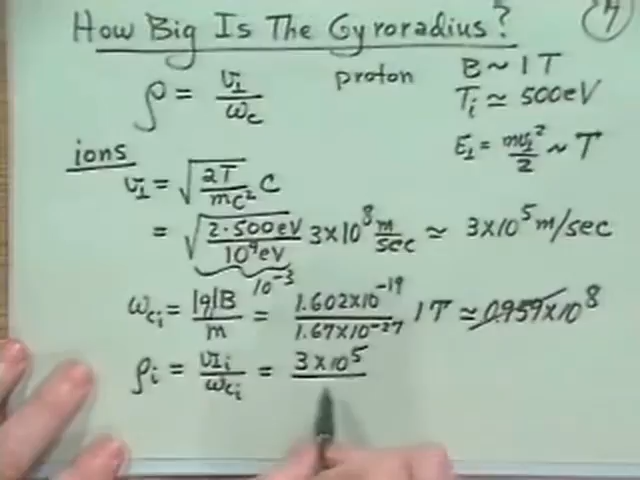 How Big Is The Gyroradius?
ρ = v⊥/ωc
proton
B ~ 1T
Ti ≃ 500eV
E⊥ = mv⊥²/2 ~ T
ions
v⊥ = √(2T/mc²) C
= √(2·500eV/10⁹eV) 3×10⁸ m/sec ≃ 3×10⁵ m/sec
10⁻³
ωci = |q|B/m = 1.602×10⁻¹⁹/1.67×10⁻²⁷ 1T ≃ 0.959×10⁸
ρi = v⊥i/ωci = 3×10⁵